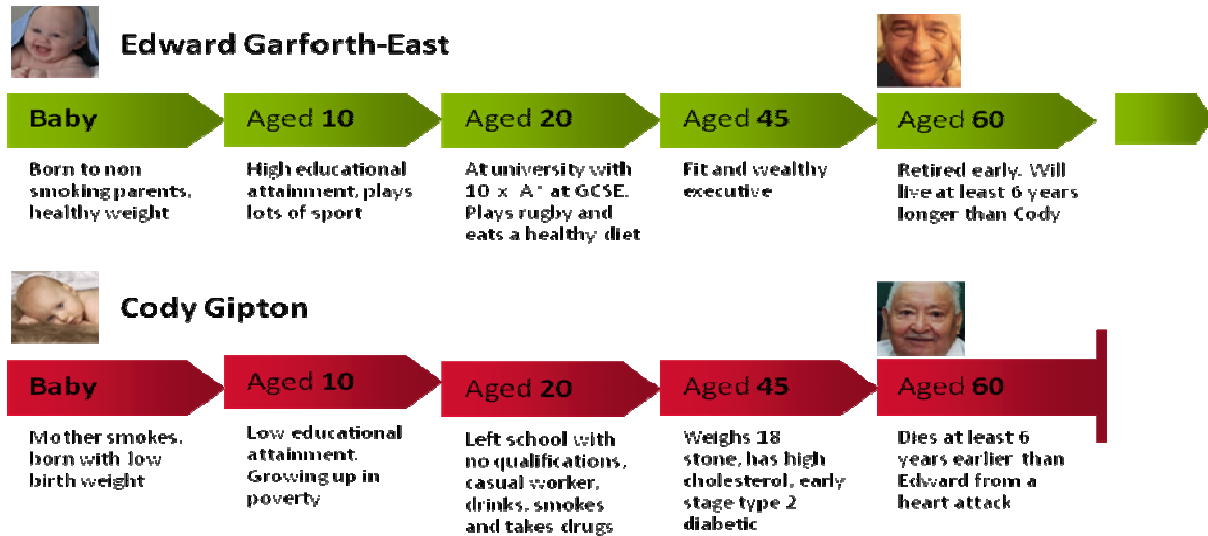 Edward Garforth-East
Baby
Aged 10
Aged 20
Aged 45
Aged 60
Born to non
smoking parents,
healthy weight
High educational
attainment, plays
lots of sport
At university with
10 x A* at GCSE.
Plays rugby and
eats a healthy diet
Fit and wealthy
executive
Retired early. Will
live at least 6 years
longer than Cody
Cody Gipton
Baby
Aged 10
Aged 20
Aged 45
Aged 60
Mother smokes,
born with low
birth weight
Low educational
attainment.
Growing up in
poverty
Left school with
no qualifications,
casual worker,
drinks, smokes
and takes drugs
Weighs 18
stone, has high
cholesterol, early
stage type 2
diabetic
Dies at least 6
years earlier than
Edward from a
heart attack